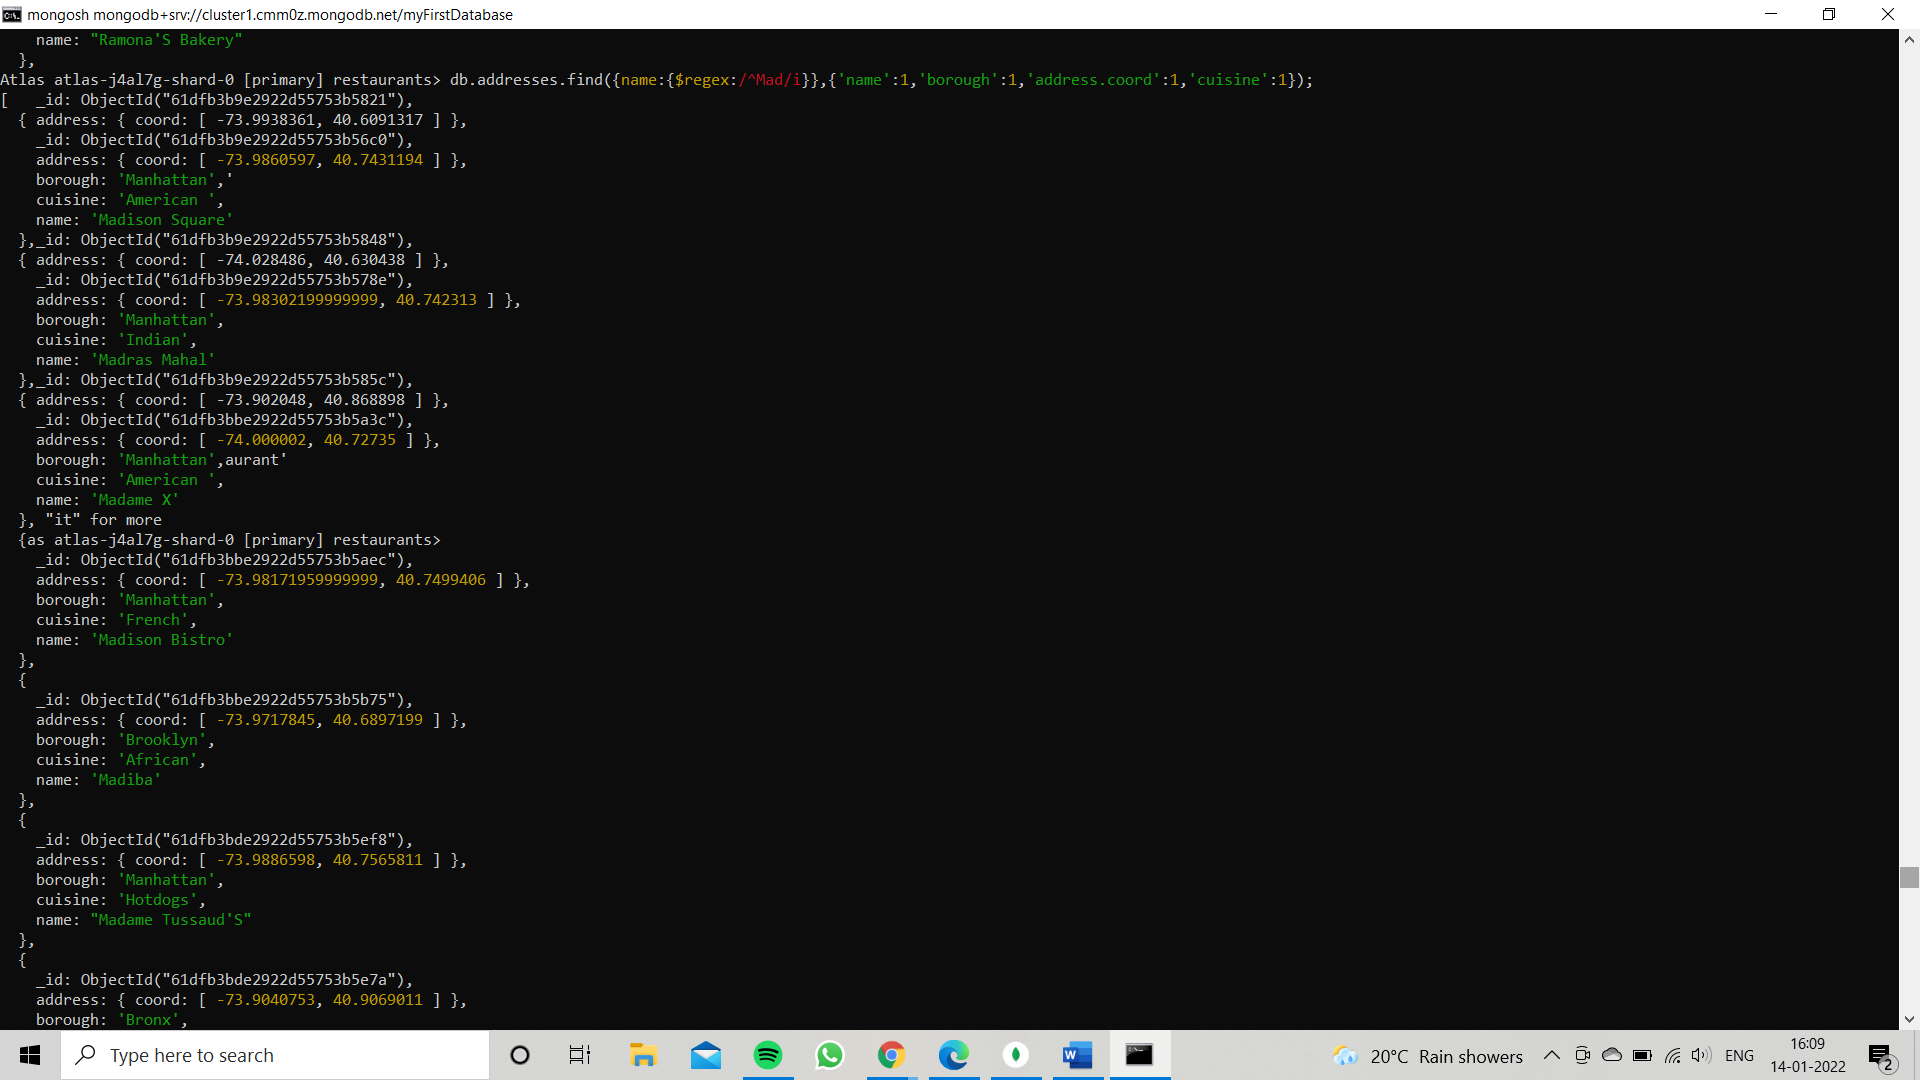 mongosh mongodb+srv://cluster1.cmm0z.mongodb.net/myFirstDatabase
    name: "Ramona'S Bakery"
  },
Atlas atlas-j4al7g-shard-0 [primary] restaurants> db.addresses.find({name:{$regex:/^Mad/i}},{'name':1,'borough':1,'address.coord':1,'cuisine':1});
[   _id: ObjectId("61dfb3b9e2922d55753b5821"),
  { address: { coord: [ -73.9938361, 40.6091317 ] },
    _id: ObjectId("61dfb3b9e2922d55753b56c0"),
    address: { coord: [ -73.9860597, 40.7431194 ] },
    borough: 'Manhattan','
    cuisine: 'American ',
    name: 'Madison Square'
  },_id: ObjectId("61dfb3b9e2922d55753b5848"),
  { address: { coord: [ -74.028486, 40.630438 ] },
    _id: ObjectId("61dfb3b9e2922d55753b578e"),
    address: { coord: [ -73.98302199999999, 40.742313 ] },
    borough: 'Manhattan',
    cuisine: 'Indian',
    name: 'Madras Mahal'
  },_id: ObjectId("61dfb3b9e2922d55753b585c"),
  { address: { coord: [ -73.902048, 40.868898 ] },
    _id: ObjectId("61dfb3bbe2922d55753b5a3c"),
    address: { coord: [ -74.000002, 40.72735 ] },
    borough: 'Manhattan',aurant'
    cuisine: 'American ',
    name: 'Madame X'
  }, "it" for more
  {as atlas-j4al7g-shard-0 [primary] restaurants>
    _id: ObjectId("61dfb3bbe2922d55753b5aec"),
    address: { coord: [ -73.98171959999999, 40.7499406 ] },
    borough: 'Manhattan',
    cuisine: 'French',
    name: 'Madison Bistro'
  },
  {
    _id: ObjectId("61dfb3bbe2922d55753b5b75"),
    address: { coord: [ -73.9717845, 40.6897199 ] },
    borough: 'Brooklyn',
    cuisine: 'African',
    name: 'Madiba'
  },
  {
    _id: ObjectId("61dfb3bde2922d55753b5ef8"),
    address: { coord: [ -73.9886598, 40.7565811 ] },
    borough: 'Manhattan',
    cuisine: 'Hotdogs',
    name: "Madame Tussaud'S"
  },
  {
    _id: ObjectId("61dfb3bde2922d55753b5e7a"),
    address: { coord: [ -73.9040753, 40.9069011 ] },
    borough: 'Bronx',
Type here to search
20°C Rain showers
ENG
16:09
14-01-2022
2